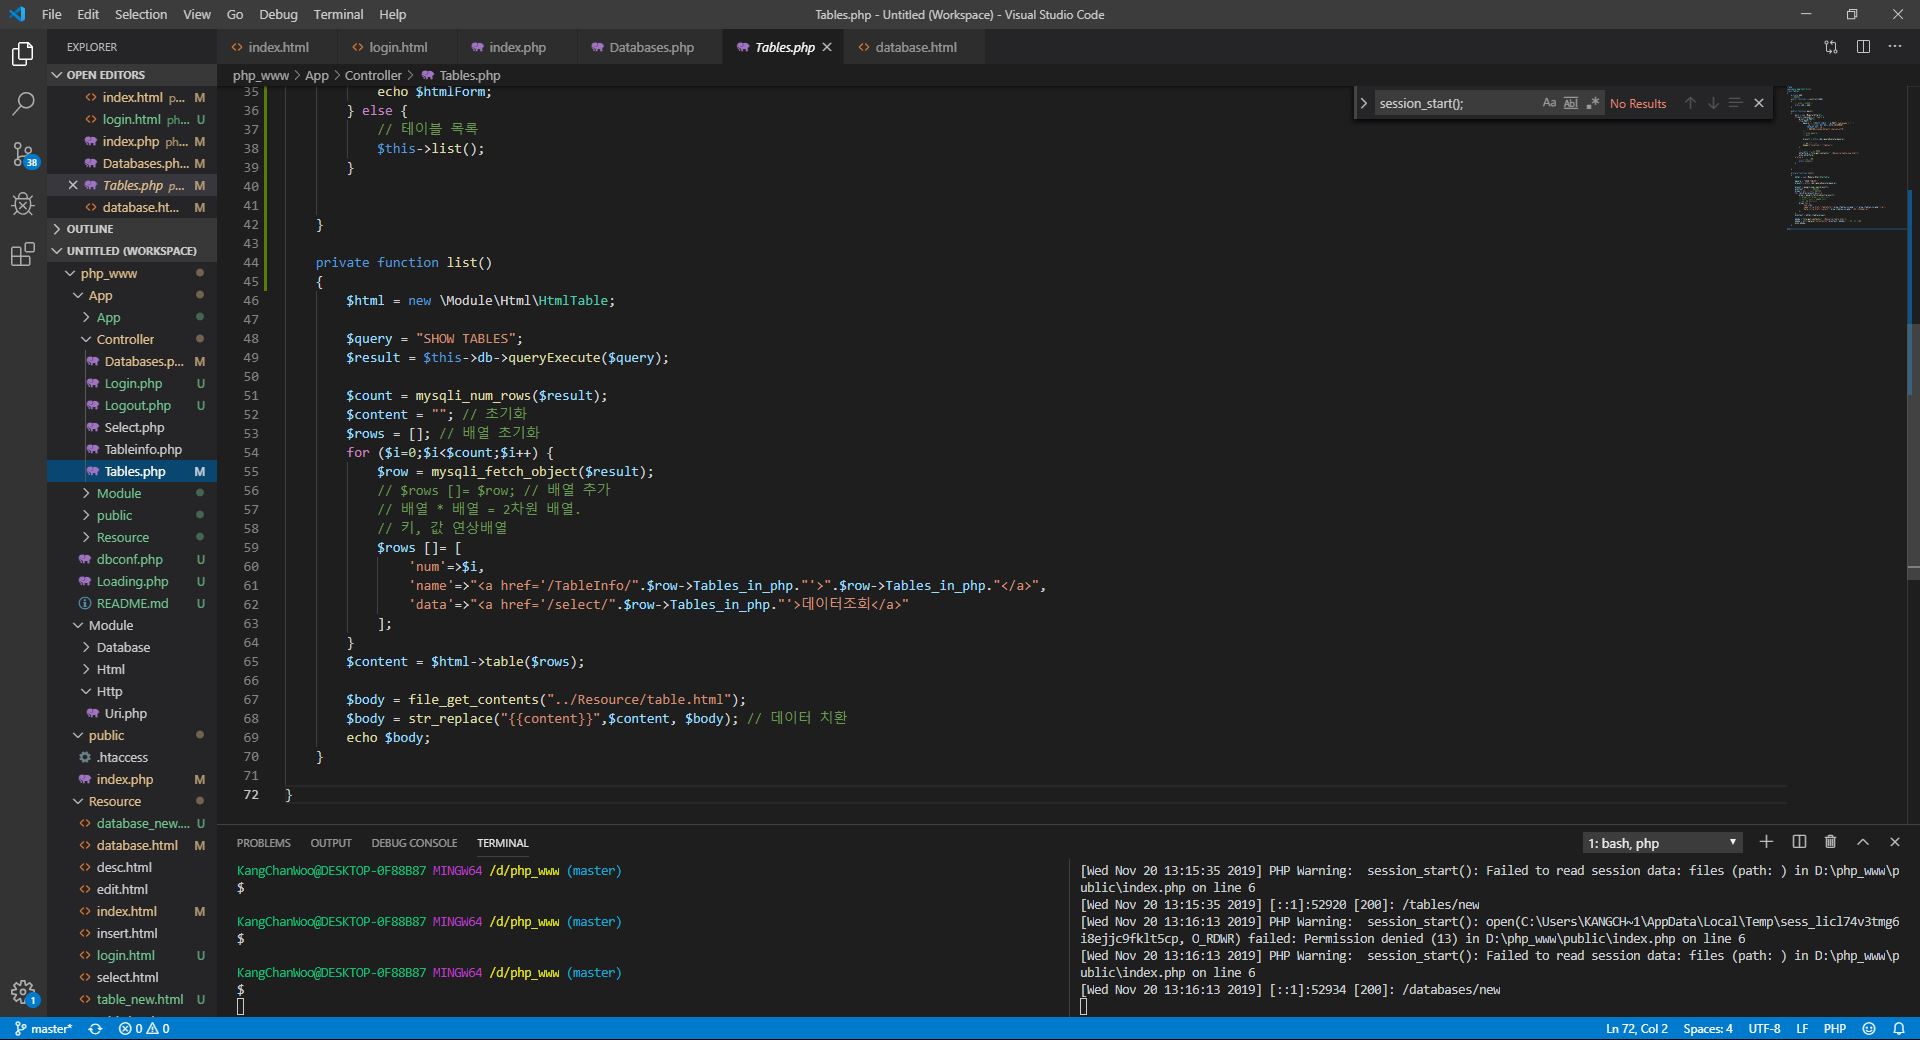 File Edit Selection View Go Debug Terminal Help
Tables.php - Untitled (Workspace) - Visual Studio Code
EXPLORER
index.html
login.html
index.php
Databases.php
Tables.php
database.html
OPEN EDITORS
index.html p... M
login.html ph... U
index.php ph... M
Databases.ph... M
Tables.php p... M
database.ht... M
OUTLINE
UNTITLED (WORKSPACE)
php_www
App
App
Controller
Databases.p... M
Login.php U
Logout.php U
Select.php
Tableinfo.php
Tables.php M
Module
public
Resource
dbconf.php U
Loading.php U
README.md U
Module
Database
Html
Http
Uri.php
public
.htaccess
index.php M
Resource
database_new.... U
database.html M
desc.html
edit.html
index.html M
insert.html
login.html U
select.html
table_new.html U
38
1
php_www > App > Controller > Tables.php
session_start();
Aa Abl .* No Results
35 echo $htmlForm;
36 } else {
37 // 테이블 목록
38 $this->list();
39 }
40
41
42 }
43
44 private function list()
45 {
46 $html = new \Module\Html\HtmlTable;
47
48 $query = "SHOW TABLES";
49 $result = $this->db->queryExecute($query);
50
51 $count = mysqli_num_rows($result);
52 $content = ""; // 초기화
53 $rows = []; // 배열 초기화
54 for ($i=0;$i<$count;$i++) {
55 $row = mysqli_fetch_object($result);
56 // $rows []= $row; // 배열 추가
57 // 배열 * 배열 = 2차원 배열.
58 // 키, 값 연상배열
59 $rows []= [
60 'num'=>$i,
61 'name'=>"<a href='/TableInfo/".$row->Tables_in_php."'>".$row->Tables_in_php."</a>",
62 'data'=>"<a href='/select/".$row->Tables_in_php."'>데이터조회</a>"
63 ];
64 }
65 $content = $html->table($rows);
66
67 $body = file_get_contents("../Resource/table.html");
68 $body = str_replace("{{content}}",$content, $body); // 데이터 치환
69 echo $body;
70 }
71
72 }
PROBLEMS OUTPUT DEBUG CONSOLE TERMINAL
1: bash, php
KangChanWoo@DESKTOP-0F88B87 MINGW64 /d/php_www (master)
$
KangChanWoo@DESKTOP-0F88B87 MINGW64 /d/php_www (master)
$
KangChanWoo@DESKTOP-0F88B87 MINGW64 /d/php_www (master)
$
[Wed Nov 20 13:15:35 2019] PHP Warning:  session_start(): Failed to read session data: files (path: ) in D:\php_www\p
ublic\index.php on line 6
[Wed Nov 20 13:15:35 2019] [::1]:52920 [200]: /tables/new
[Wed Nov 20 13:16:13 2019] PHP Warning:  session_start(): open(C:\Users\KANGCH~1\AppData\Local\Temp\sess_licl74v3tmg6
i8ejjc9fklt5cp, O_RDWR) failed: Permission denied (13) in D:\php_www\public\index.php on line 6
[Wed Nov 20 13:16:13 2019] PHP Warning:  session_start(): Failed to read session data: files (path: ) in D:\php_www\p
ublic\index.php on line 6
[Wed Nov 20 13:16:13 2019] [::1]:52934 [200]: /databases/new
master* 0 0
Ln 72, Col 2 Spaces: 4 UTF-8 LF PHP